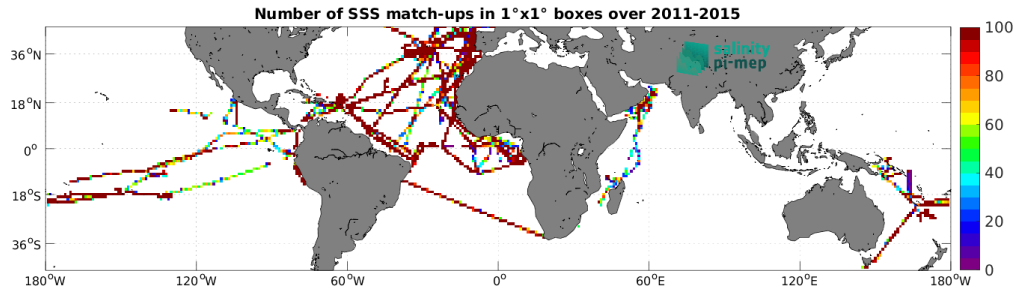 Number of SSS match-ups in 1°x1° boxes over 2011-2015
36°N
18°N
0°
18°S
36°S
180°W
120°W
60°W
0°
60°E
120°E
180°W
salinity
pi-mep
100
80
60
40
20
0